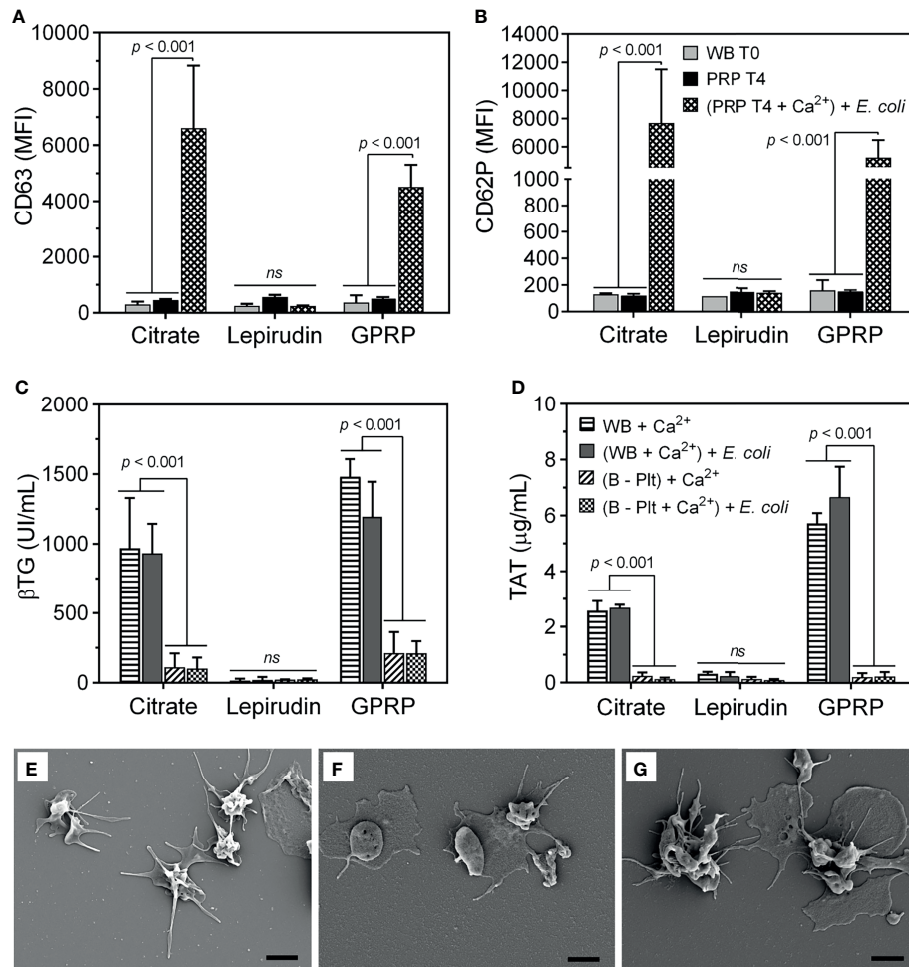 A
10000
8000
6000
4000
2000
0
CD63 (MFI)
p < 0.001
ns
p < 0.001
Citrate Lepirudin GPRP
B
14000
12000
10000
8000
6000
4000
1000
800
600
400
200
0
CD62P (MFI)
p < 0.001
WB T0
PRP T4
(PRP T4 + Ca²⁺) + E. coli
p < 0.001
ns
Citrate Lepirudin GPRP
C
2000
1500
1000
500
0
βTG (UI/mL)
p < 0.001
ns
p < 0.001
Citrate Lepirudin GPRP
D
10
8
6
4
2
0
TAT (µg/mL)
WB + Ca²⁺
(WB + Ca²⁺) + E. coli
(B - Plt) + Ca²⁺
(B - Plt + Ca²⁺) + E. coli
p < 0.001
p < 0.001
ns
Citrate Lepirudin GPRP
E
F
G